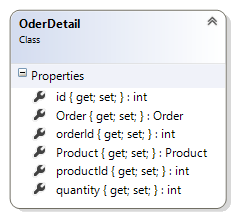 OderDetail
Class
Properties
id { get; set; } : int
Order { get; set; } : Order
orderId { get; set; } : int
Product { get; set; } : Product
productId { get; set; } : int
quantity { get; set; } : int